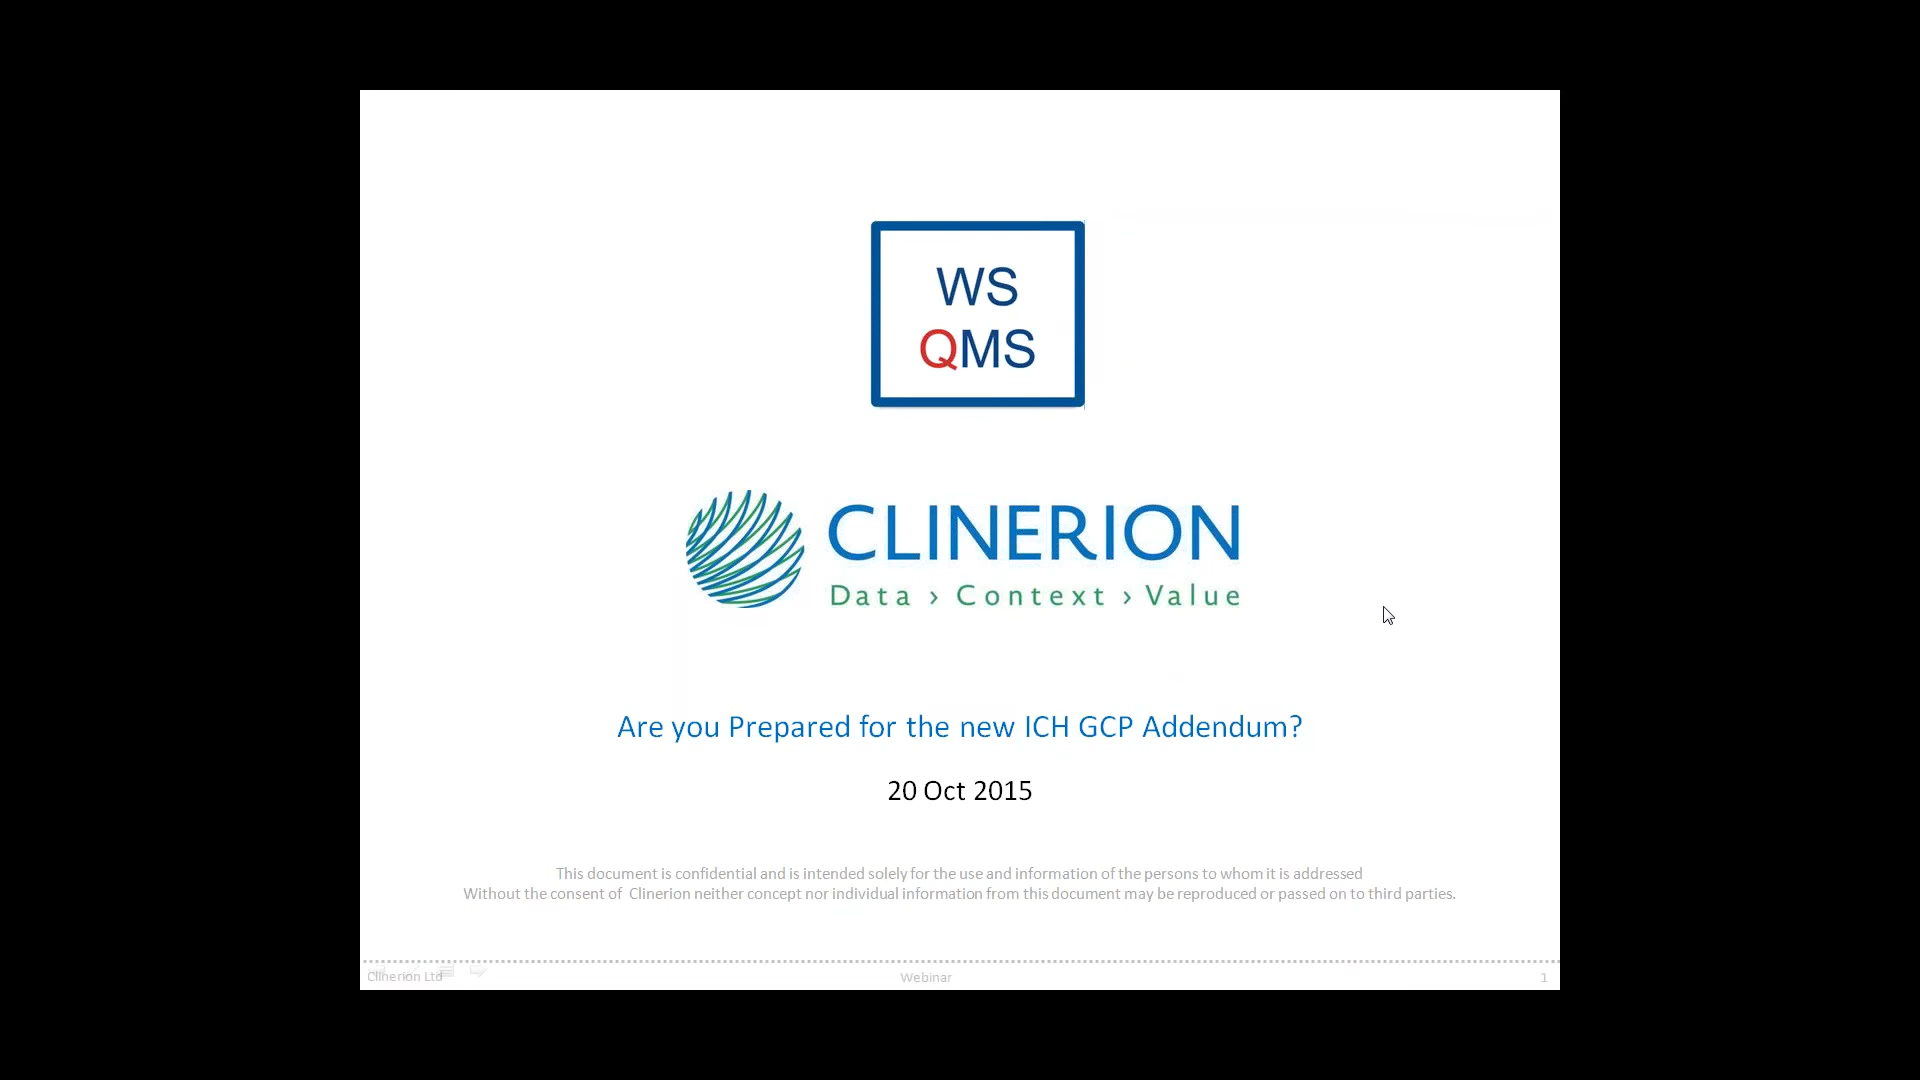 WS
QMS
CLINERION
Data › Context › Value
Are you Prepared for the new ICH GCP Addendum?
20 Oct 2015
This document is confidential and is intended solely for the use and information of the persons to whom it is addressed
Without the consent of Clinerion neither concept nor individual information from this document may be reproduced or passed on to third parties.
Clinerion Ltd
Webinar
1